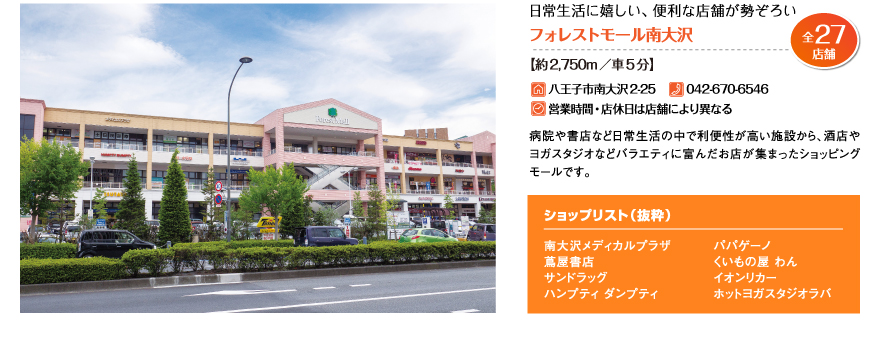 日常生活に嬉しい、便利な店舗が勢ぞろい
フォレストモール南大沢
全27店舗
【約2,750m／車5分】
八王子市南大沢2-25 042-670-6546
営業時間・店休日は店舗により異なる
病院や書店など日常生活の中で利便性が高い施設から、酒店や
ヨガスタジオなどバラエティに富んだお店が集まったショッピング
モールです。
ショップリスト（抜粋）
南大沢メディカルプラザ
蔦屋書店
サンドラッグ
ハンプティ ダンプティ
パパゲーノ
くいもの屋 わん
イオンリカー
ホットヨガスタジオラバ